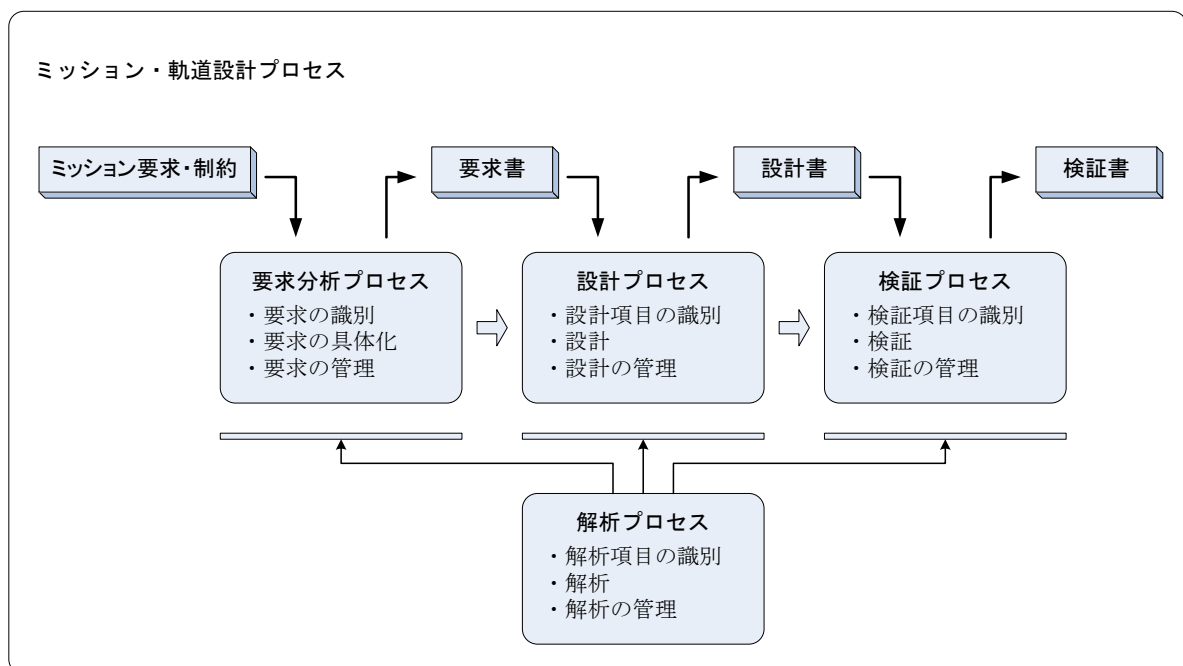 ミッション・軌道設計プロセス
ミッション要求・制約
要求書
設計書
検証書
要求分析プロセス
・要求の識別
・要求の具体化
・要求の管理
設計プロセス
・設計項目の識別
・設計
・設計の管理
検証プロセス
・検証項目の識別
・検証
・検証の管理
解析プロセス
・解析項目の識別
・解析
・解析の管理